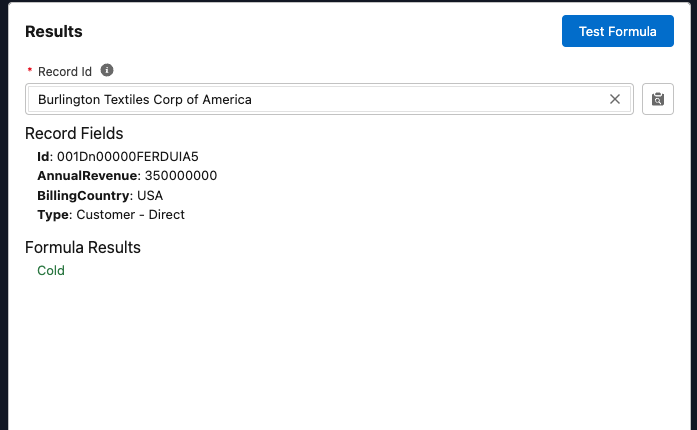 Results
Test Formula
* Record Id
Burlington Textiles Corp of America
Record Fields
Id: 001Dn00000FERDUIA5
AnnualRevenue: 350000000
BillingCountry: USA
Type: Customer - Direct
Formula Results
Cold